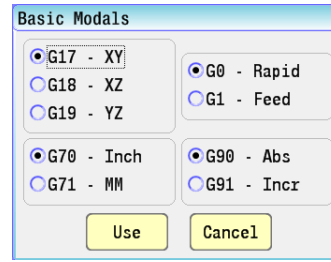 Basic Modals
G17 - XY
G18 - XZ
G19 - YZ
G0 - Rapid
G1 - Feed
G70 - Inch
G71 - MM
G90 - Abs
G91 - Incr
Use
Cancel